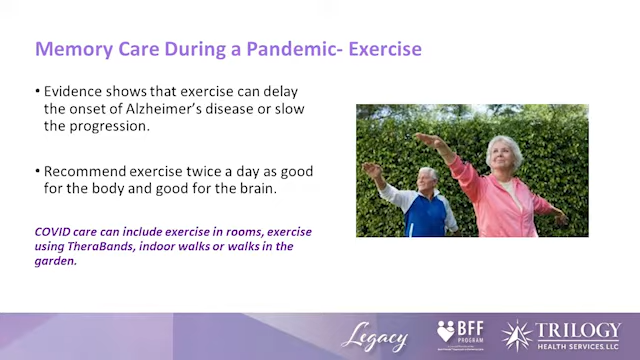 Memory Care During a Pandemic- Exercise
• Evidence shows that exercise can delay
the onset of Alzheimer's disease or slow
the progression.
• Recommend exercise twice a day as good
for the body and good for the brain.
COVID care can include exercise in rooms, exercise
using TheraBands, indoor walks or walks in the
garden.
Legacy
BFF
PROGRAM
TRILOGY
HEALTH SERVICES, LLC